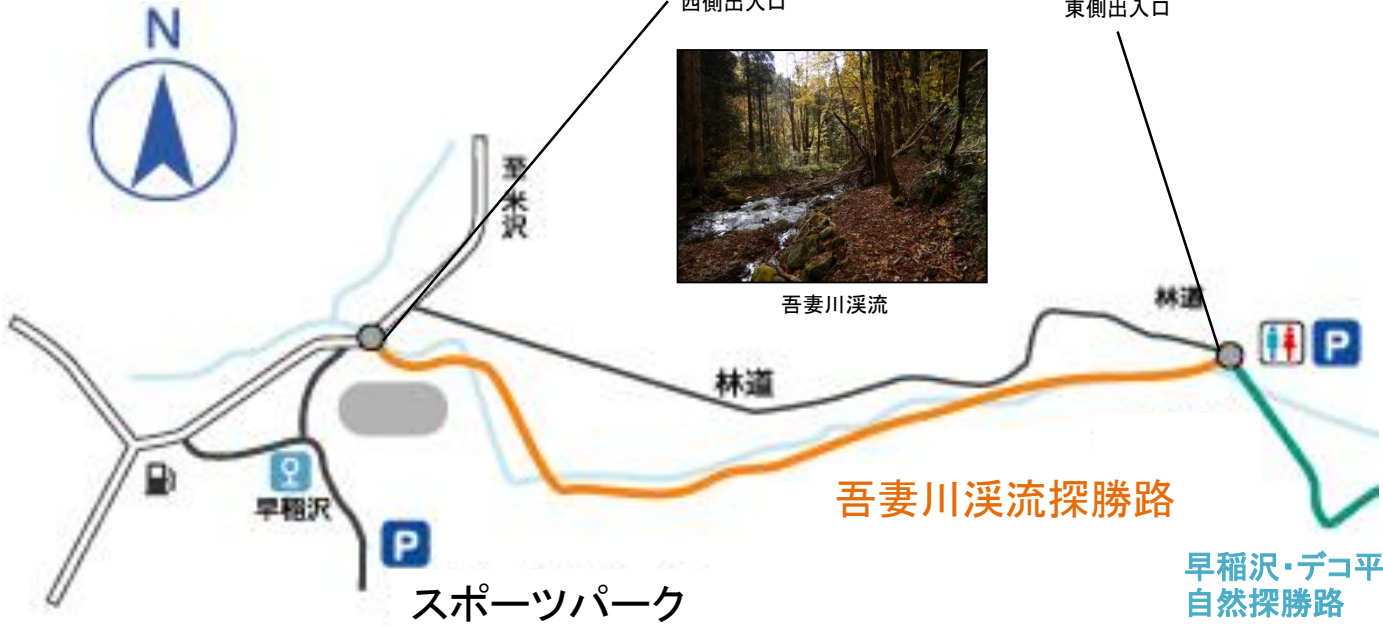 西側出入口
東側出入口
N
至米沢
吾妻川渓流
林道
P
林道
吾妻川渓流探勝路
早稲沢
P
早稲沢・デコ平
自然探勝路
スポーツパーク